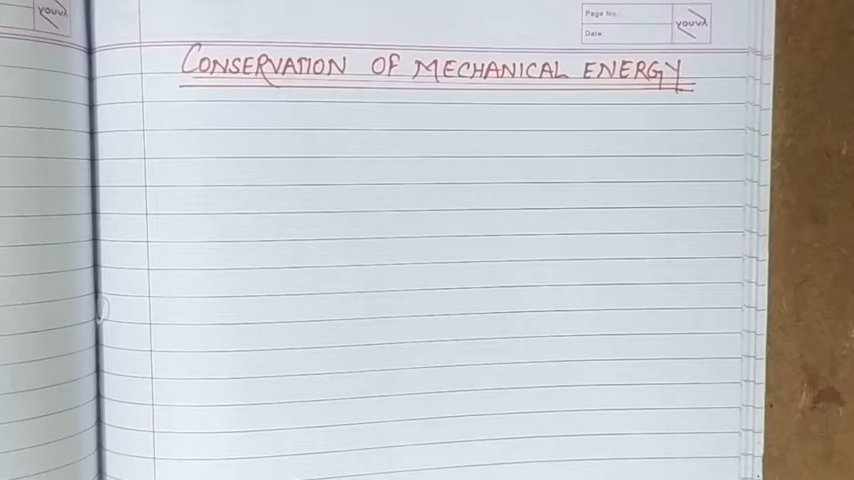 youva
Page No.:
Date:
youva
CONSERVATION OF MECHANICAL ENERGY